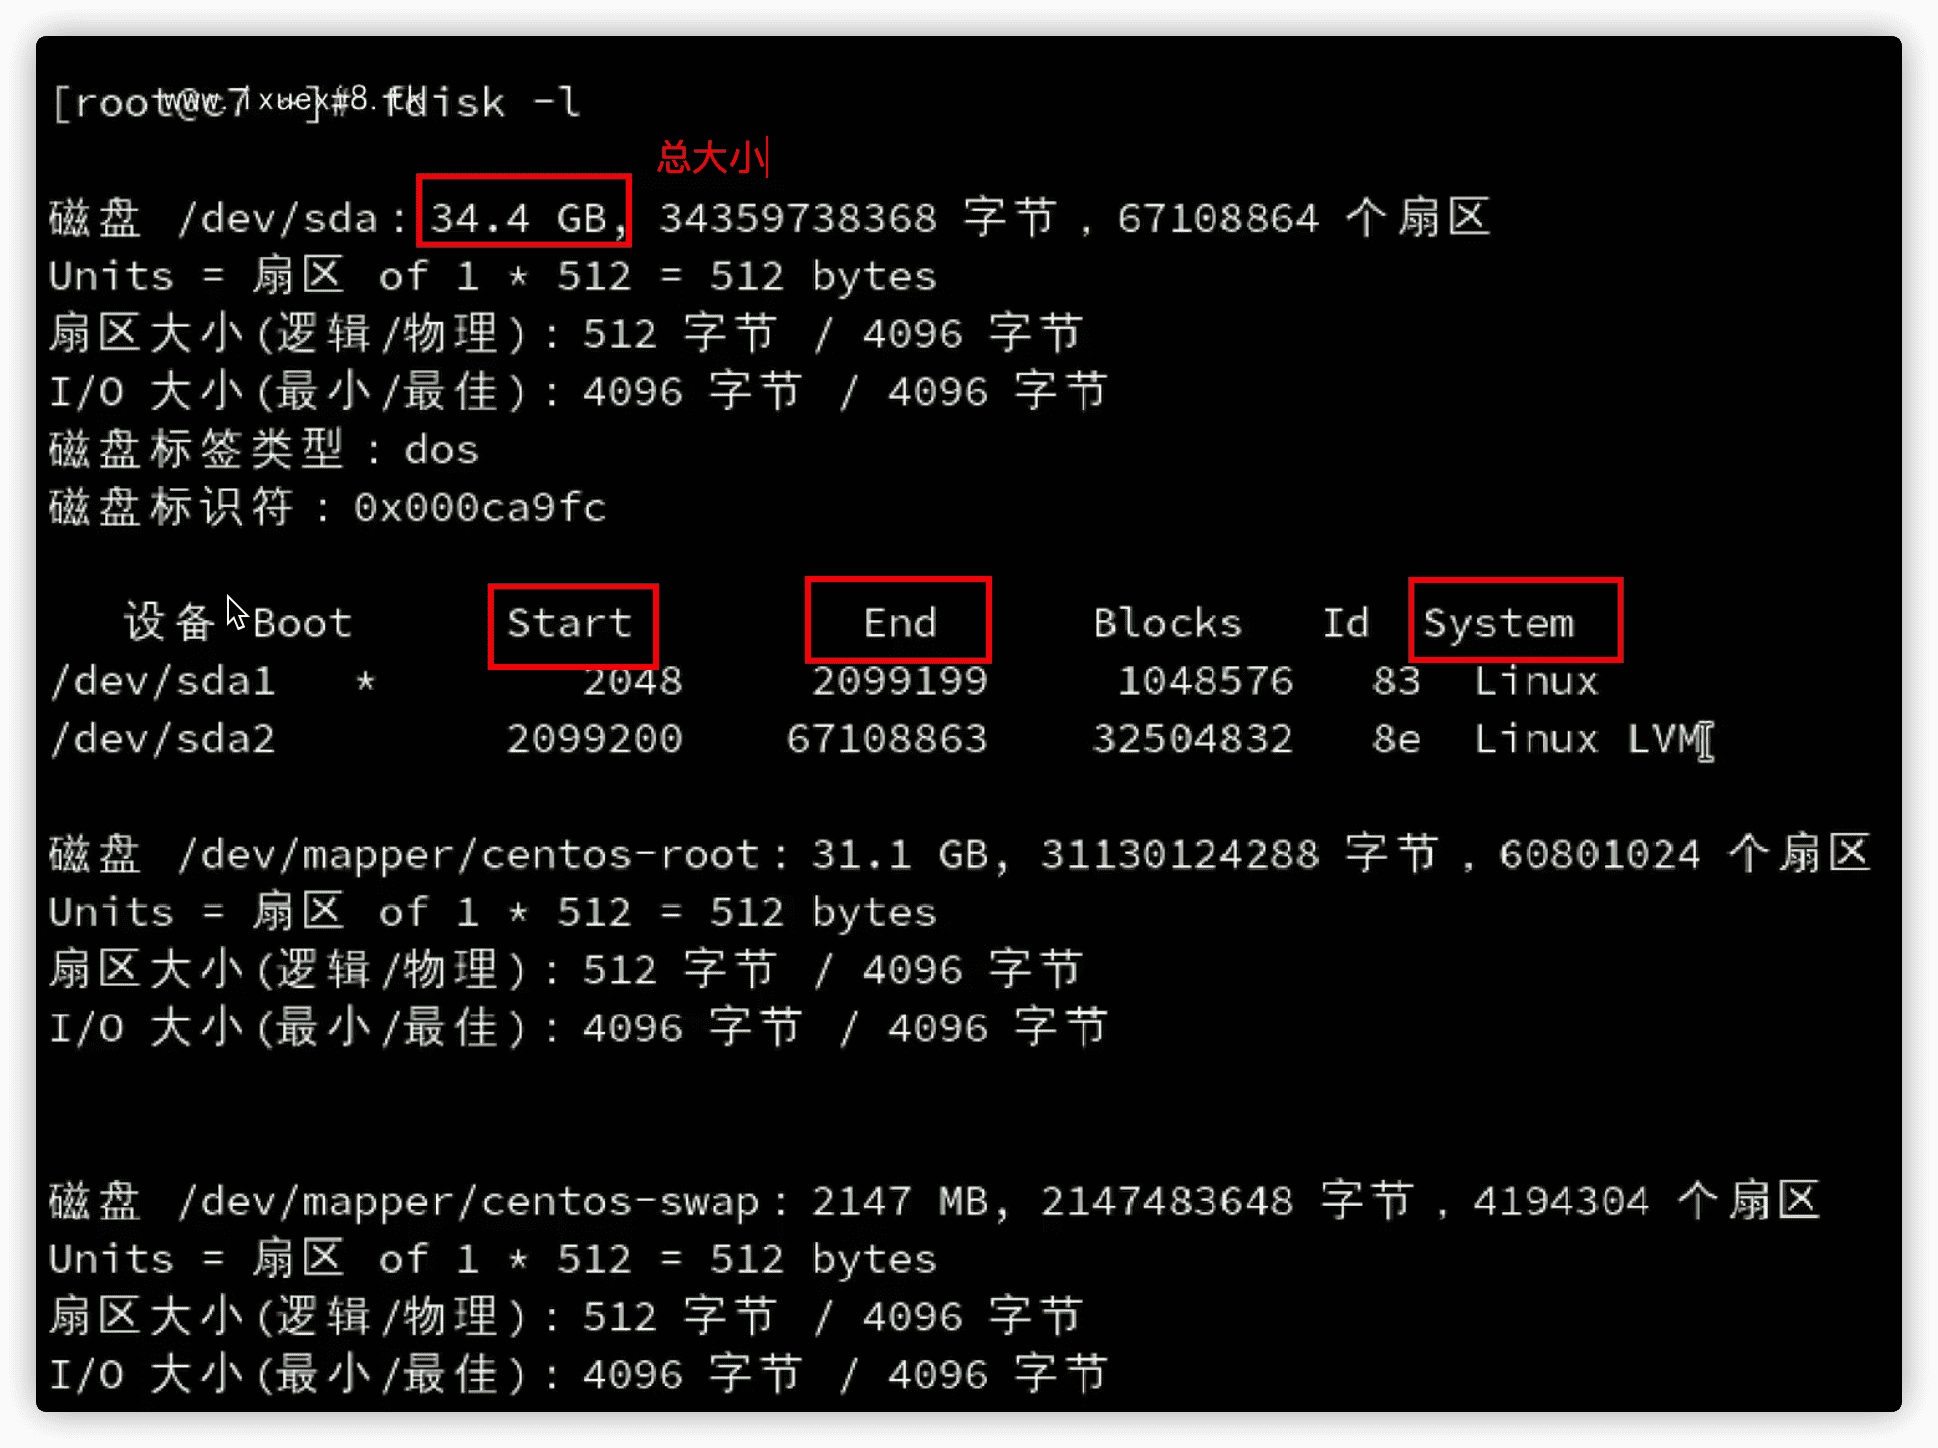 [root@c7 ~]# fdisk -l
总大小
磁盘 /dev/sda：34.4 GB, 34359738368 字节，67108864 个扇区
Units = 扇区 of 1 * 512 = 512 bytes
扇区大小(逻辑/物理)：512 字节 / 4096 字节
I/O 大小(最小/最佳)：4096 字节 / 4096 字节
磁盘标签类型：dos
磁盘标识符：0x000ca9fc
设备 Boot Start End Blocks Id System
/dev/sda1 * 2048 2099199 1048576 83 Linux
/dev/sda2 2099200 67108863 32504832 8e Linux LVM
磁盘 /dev/mapper/centos-root：31.1 GB, 31130124288 字节，60801024 个扇区
Units = 扇区 of 1 * 512 = 512 bytes
扇区大小(逻辑/物理)：512 字节 / 4096 字节
I/O 大小(最小/最佳)：4096 字节 / 4096 字节
磁盘 /dev/mapper/centos-swap：2147 MB, 2147483648 字节，4194304 个扇区
Units = 扇区 of 1 * 512 = 512 bytes
扇区大小(逻辑/物理)：512 字节 / 4096 字节
I/O 大小(最小/最佳)：4096 字节 / 4096 字节